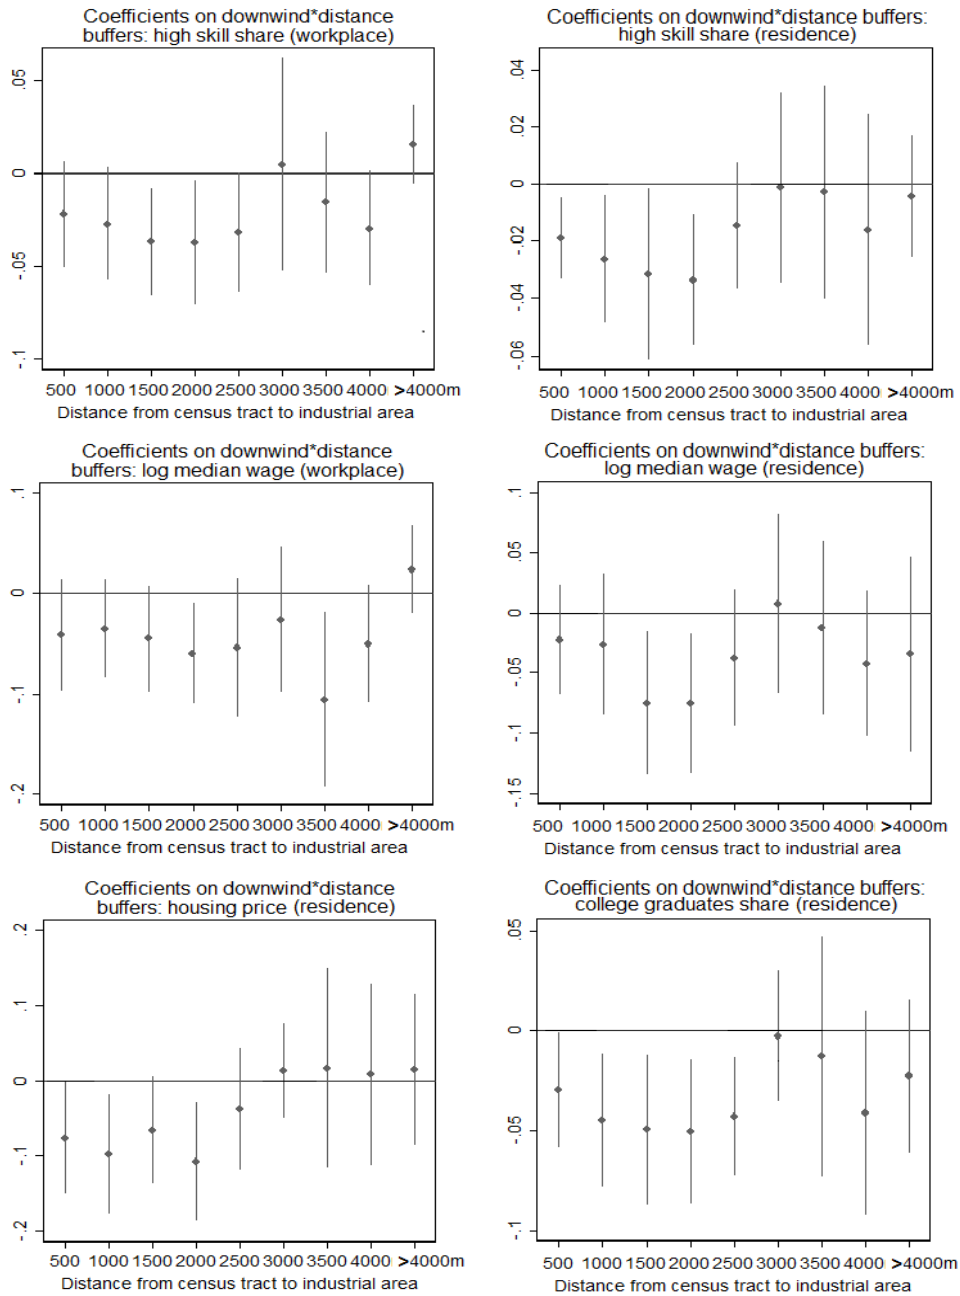 Coefficients on downwind*distance
buffers: high skill share (workplace)
.05
0
-.05
-.1
500 1000 1500 2000 2500 3000 3500 4000 >4000m
Distance from census tract to industrial area
Coefficients on downwind*distance buffers:
high skill share (residence)
.04
.02
0
-.02
-.04
-.06
500 1000 1500 2000 2500 3000 3500 4000 >4000m
Distance from census tract to industrial area
Coefficients on downwind*distance
buffers: log median wage (workplace)
.1
0
-.1
-.2
500 1000 1500 2000 2500 3000 3500 4000 >4000m
Distance from census tract to industrial area
Coefficients on downwind*distance buffers:
log median wage (residence)
.1
.05
0
-.05
-.1
-.15
500 1000 1500 2000 2500 3000 3500 4000 >4000m
Distance from census tract to industrial area
Coefficients on downwind*distance
buffers: housing price (residence)
.2
.1
0
-.1
-.2
500 1000 1500 2000 2500 3000 3500 4000 >4000m
Distance from census tract to industrial area
Coefficients on downwind*distance buffers:
college graduates share (residence)
.05
0
-.05
-.1
500 1000 1500 2000 2500 3000 3500 4000 >4000m
Distance from census tract to industrial area